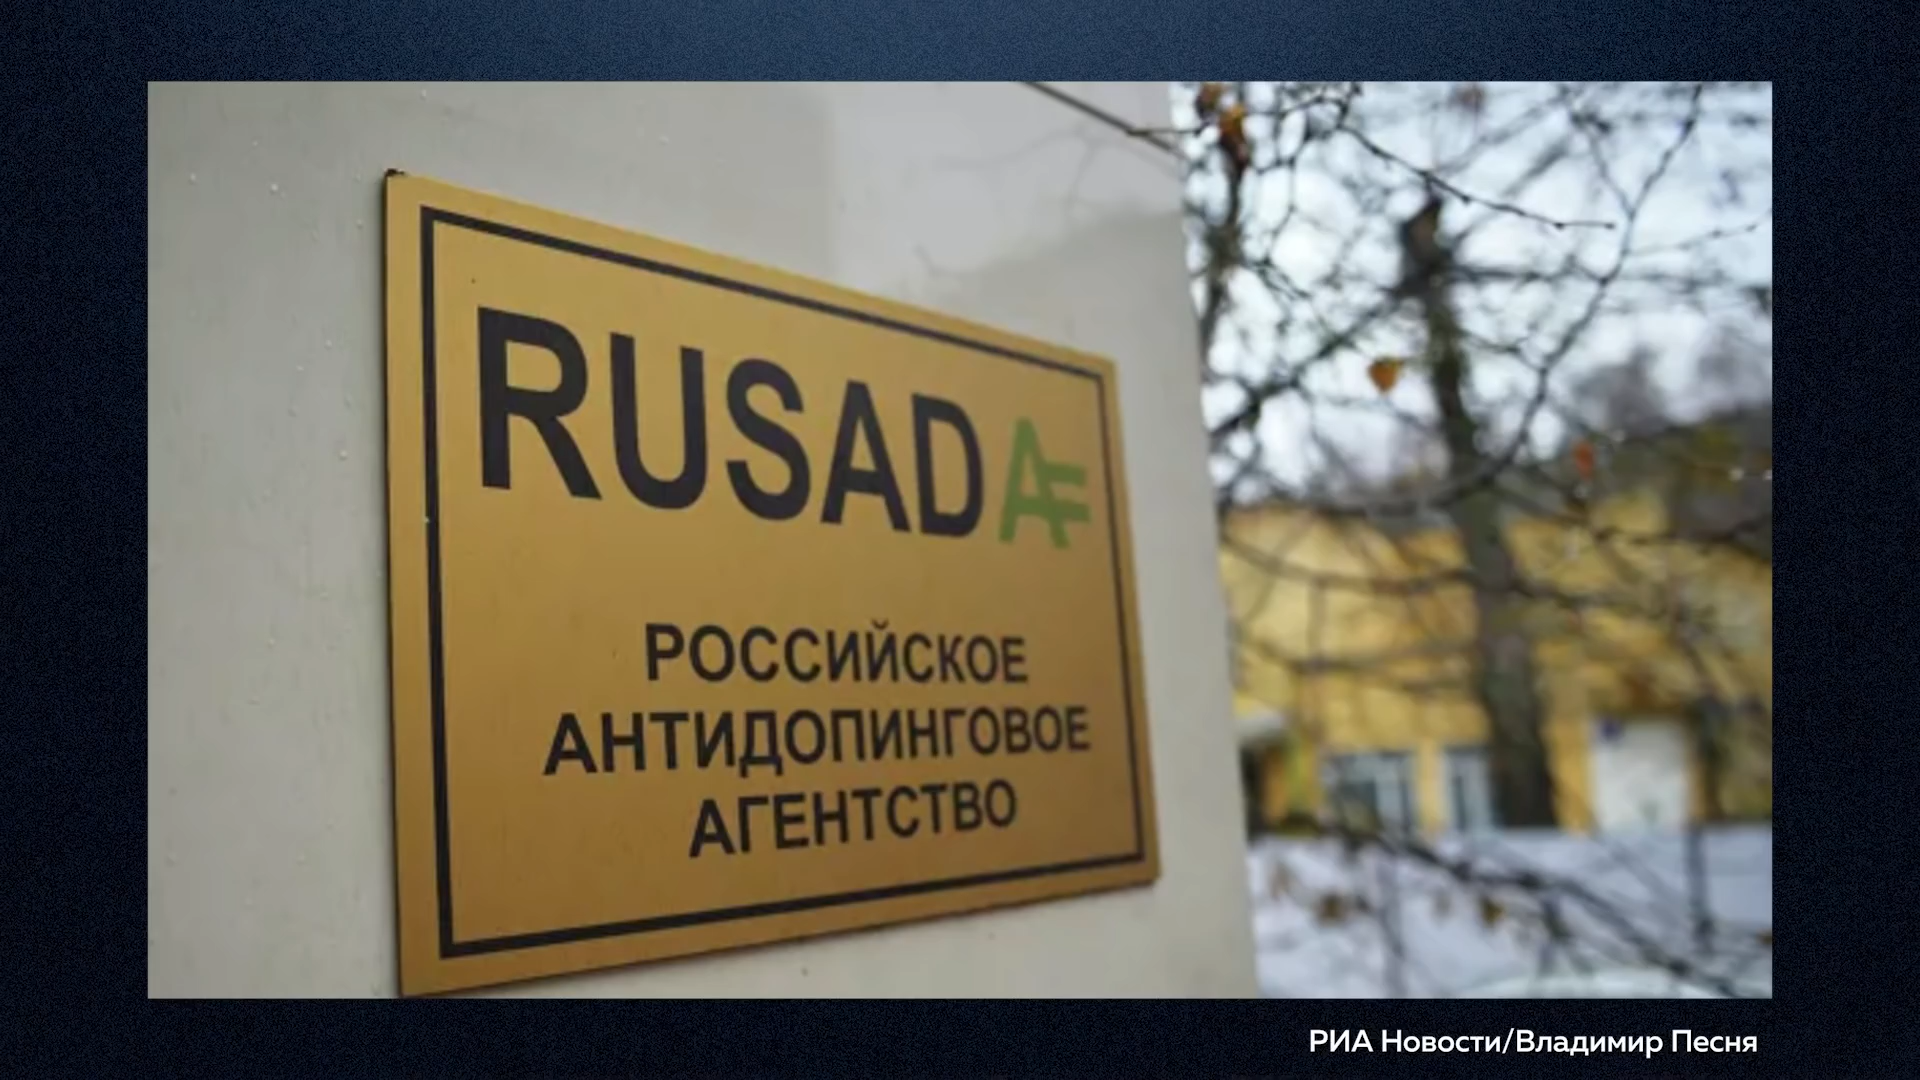 RUSADA
РОССИЙСКОЕ
АНТИДОПИНГОВОЕ
АГЕНТСТВО
РИА Новости/Владимир Песня